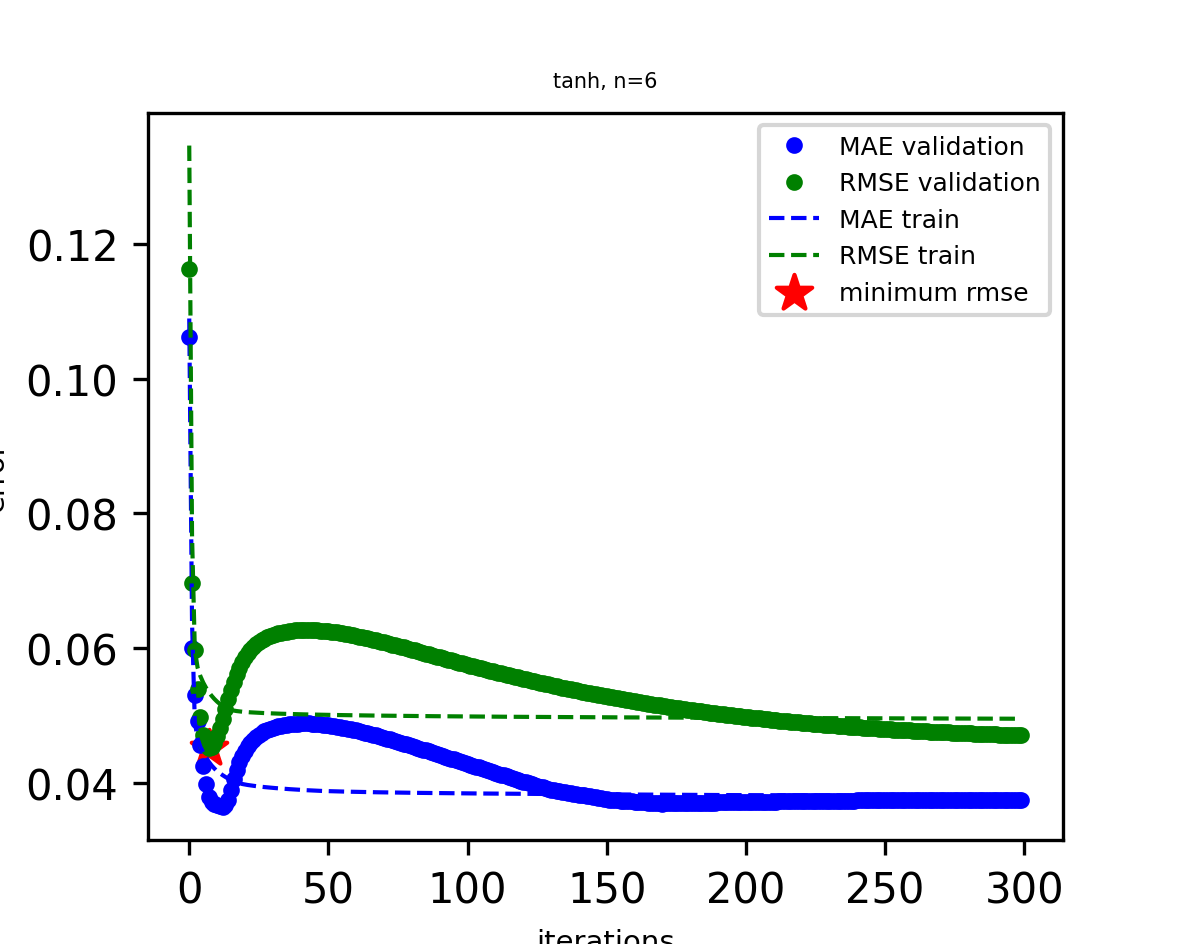 tanh, n=6
MAE validation
RMSE validation
MAE train
RMSE train
minimum rmse
0.12
0.10
0.08
0.06
0.04
0 50 100 150 200 250 300
iterations